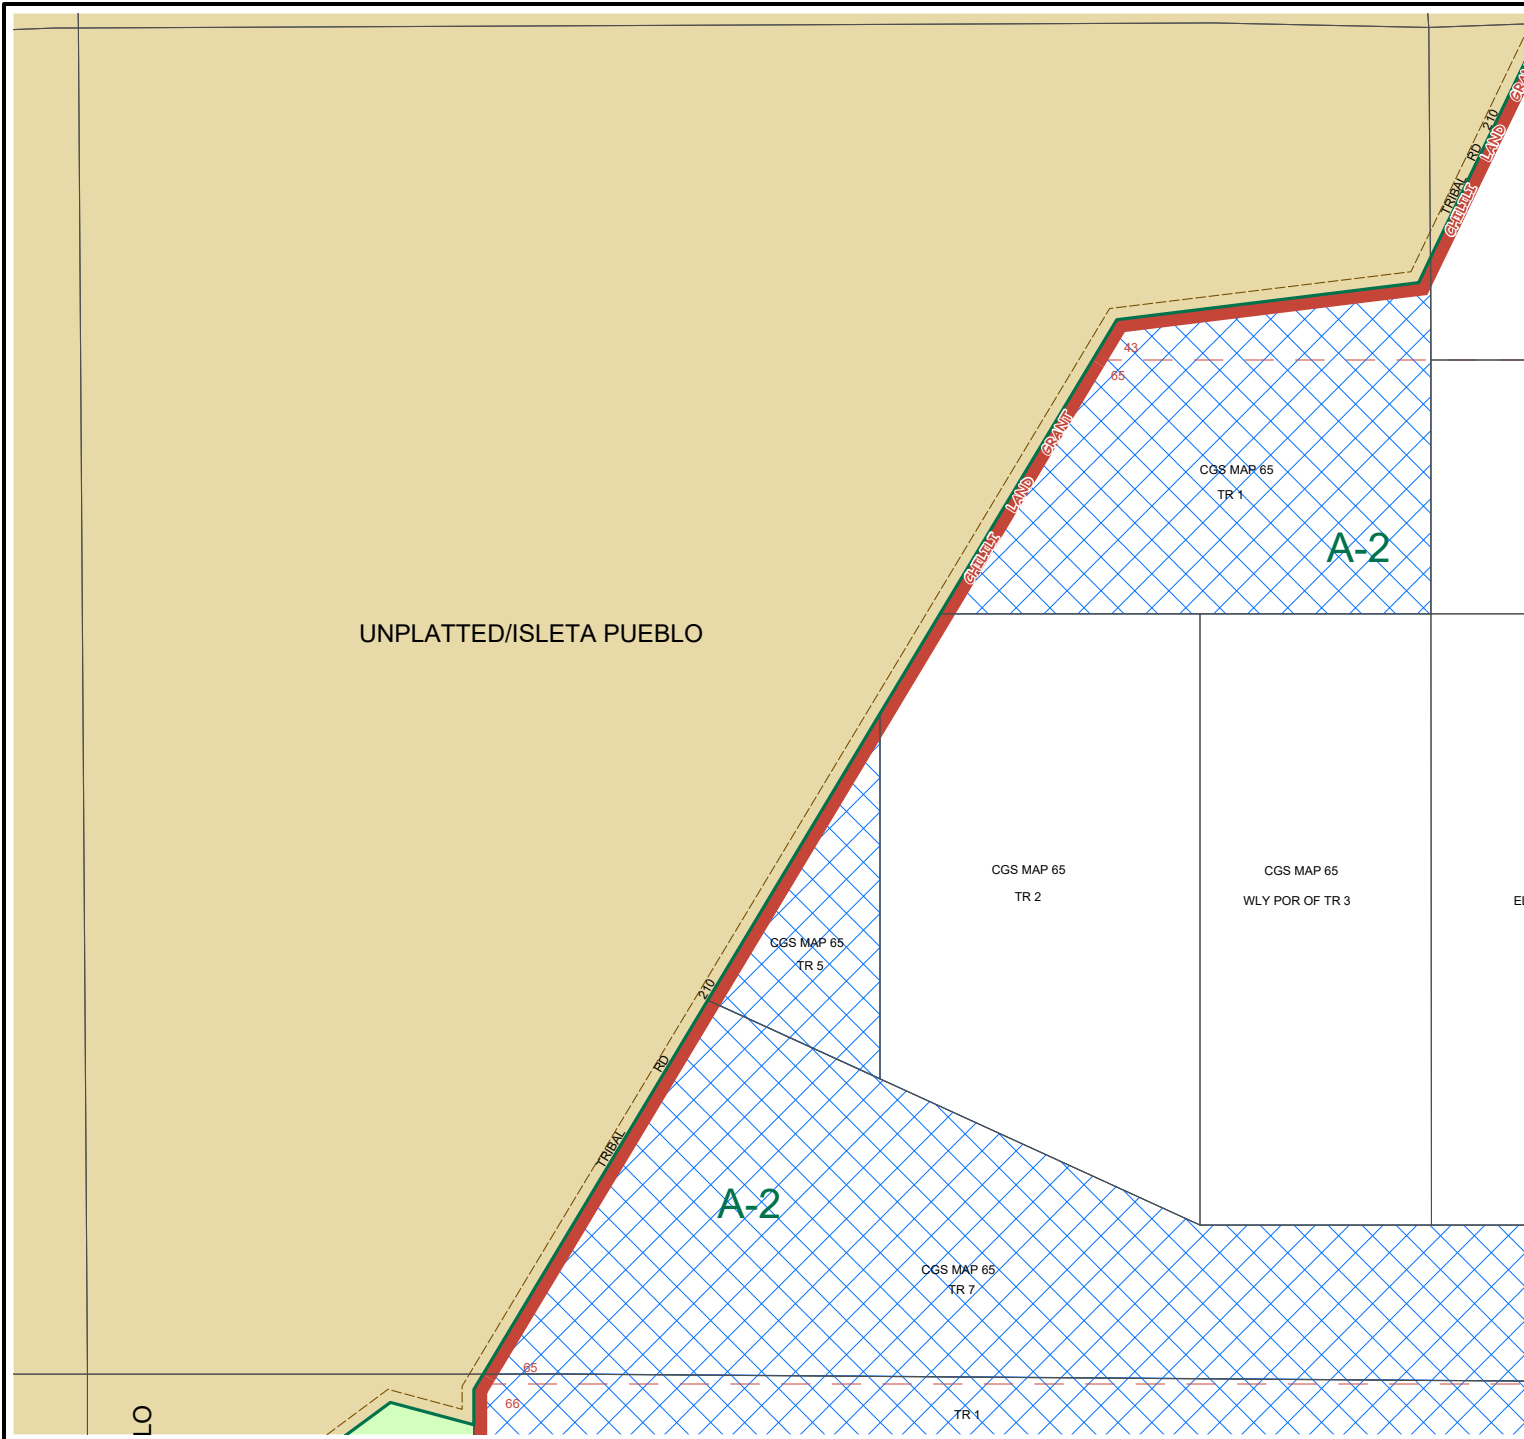 210
RD
TRIBAL
LAND
CHILILI
43
65
GRANT
LAND
CHILILI
CGS MAP 65
TR 1
A-2
UNPLATTED/ISLETA PUEBLO
CGS MAP 65
TR 2
CGS MAP 65
WLY POR OF TR 3
CGS MAP 65
TR 5
210
RD
TRIBAL
A-2
CGS MAP 65
TR 7
65
66
TR 1
LO